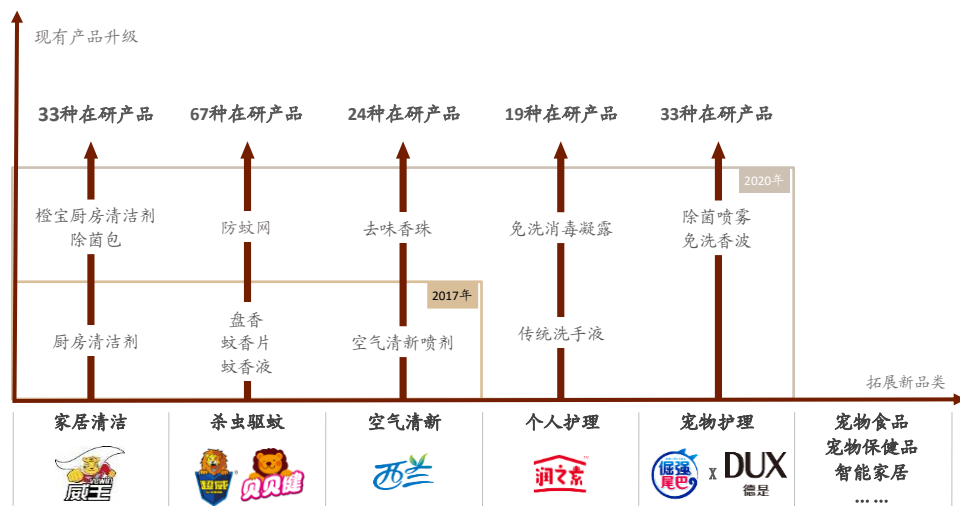 现有产品升级
33种在研产品
67种在研产品
24种在研产品
19种在研产品
33种在研产品
2020年
橙宝厨房清洁剂
除菌包
防蚊网
去味香珠
免洗消毒凝露
除菌喷雾
免洗香波
2017年
厨房清洁剂
盘香
蚊香片
蚊香液
空气清新喷剂
传统洗手液
拓展新品类
家居清洁
杀虫驱蚊
空气清新
个人护理
宠物护理
宠物食品
宠物保健品
智能家居
... ...
威王
超威
贝贝健
西兰
润之素
倔强
尾巴
x
DUX
德是